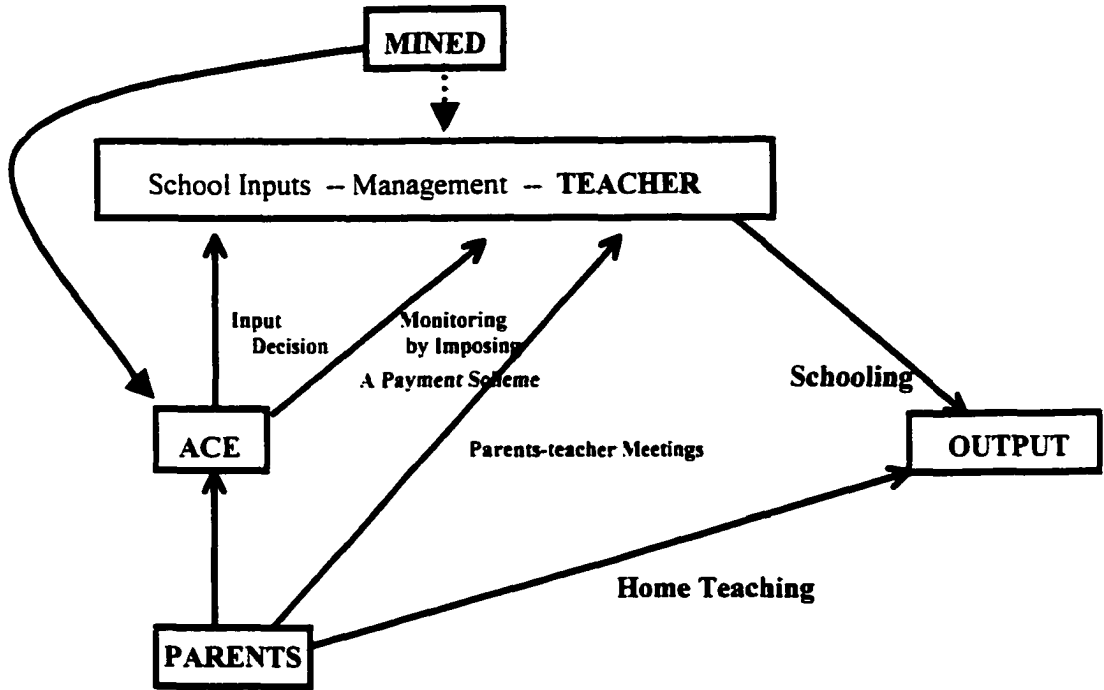 MINED
School Inputs – Management – TEACHER
Input
Decision
Monitoring
by Imposing
A Payment Scheme
Schooling
ACE
Parents-teacher Meetings
OUTPUT
Home Teaching
PARENTS